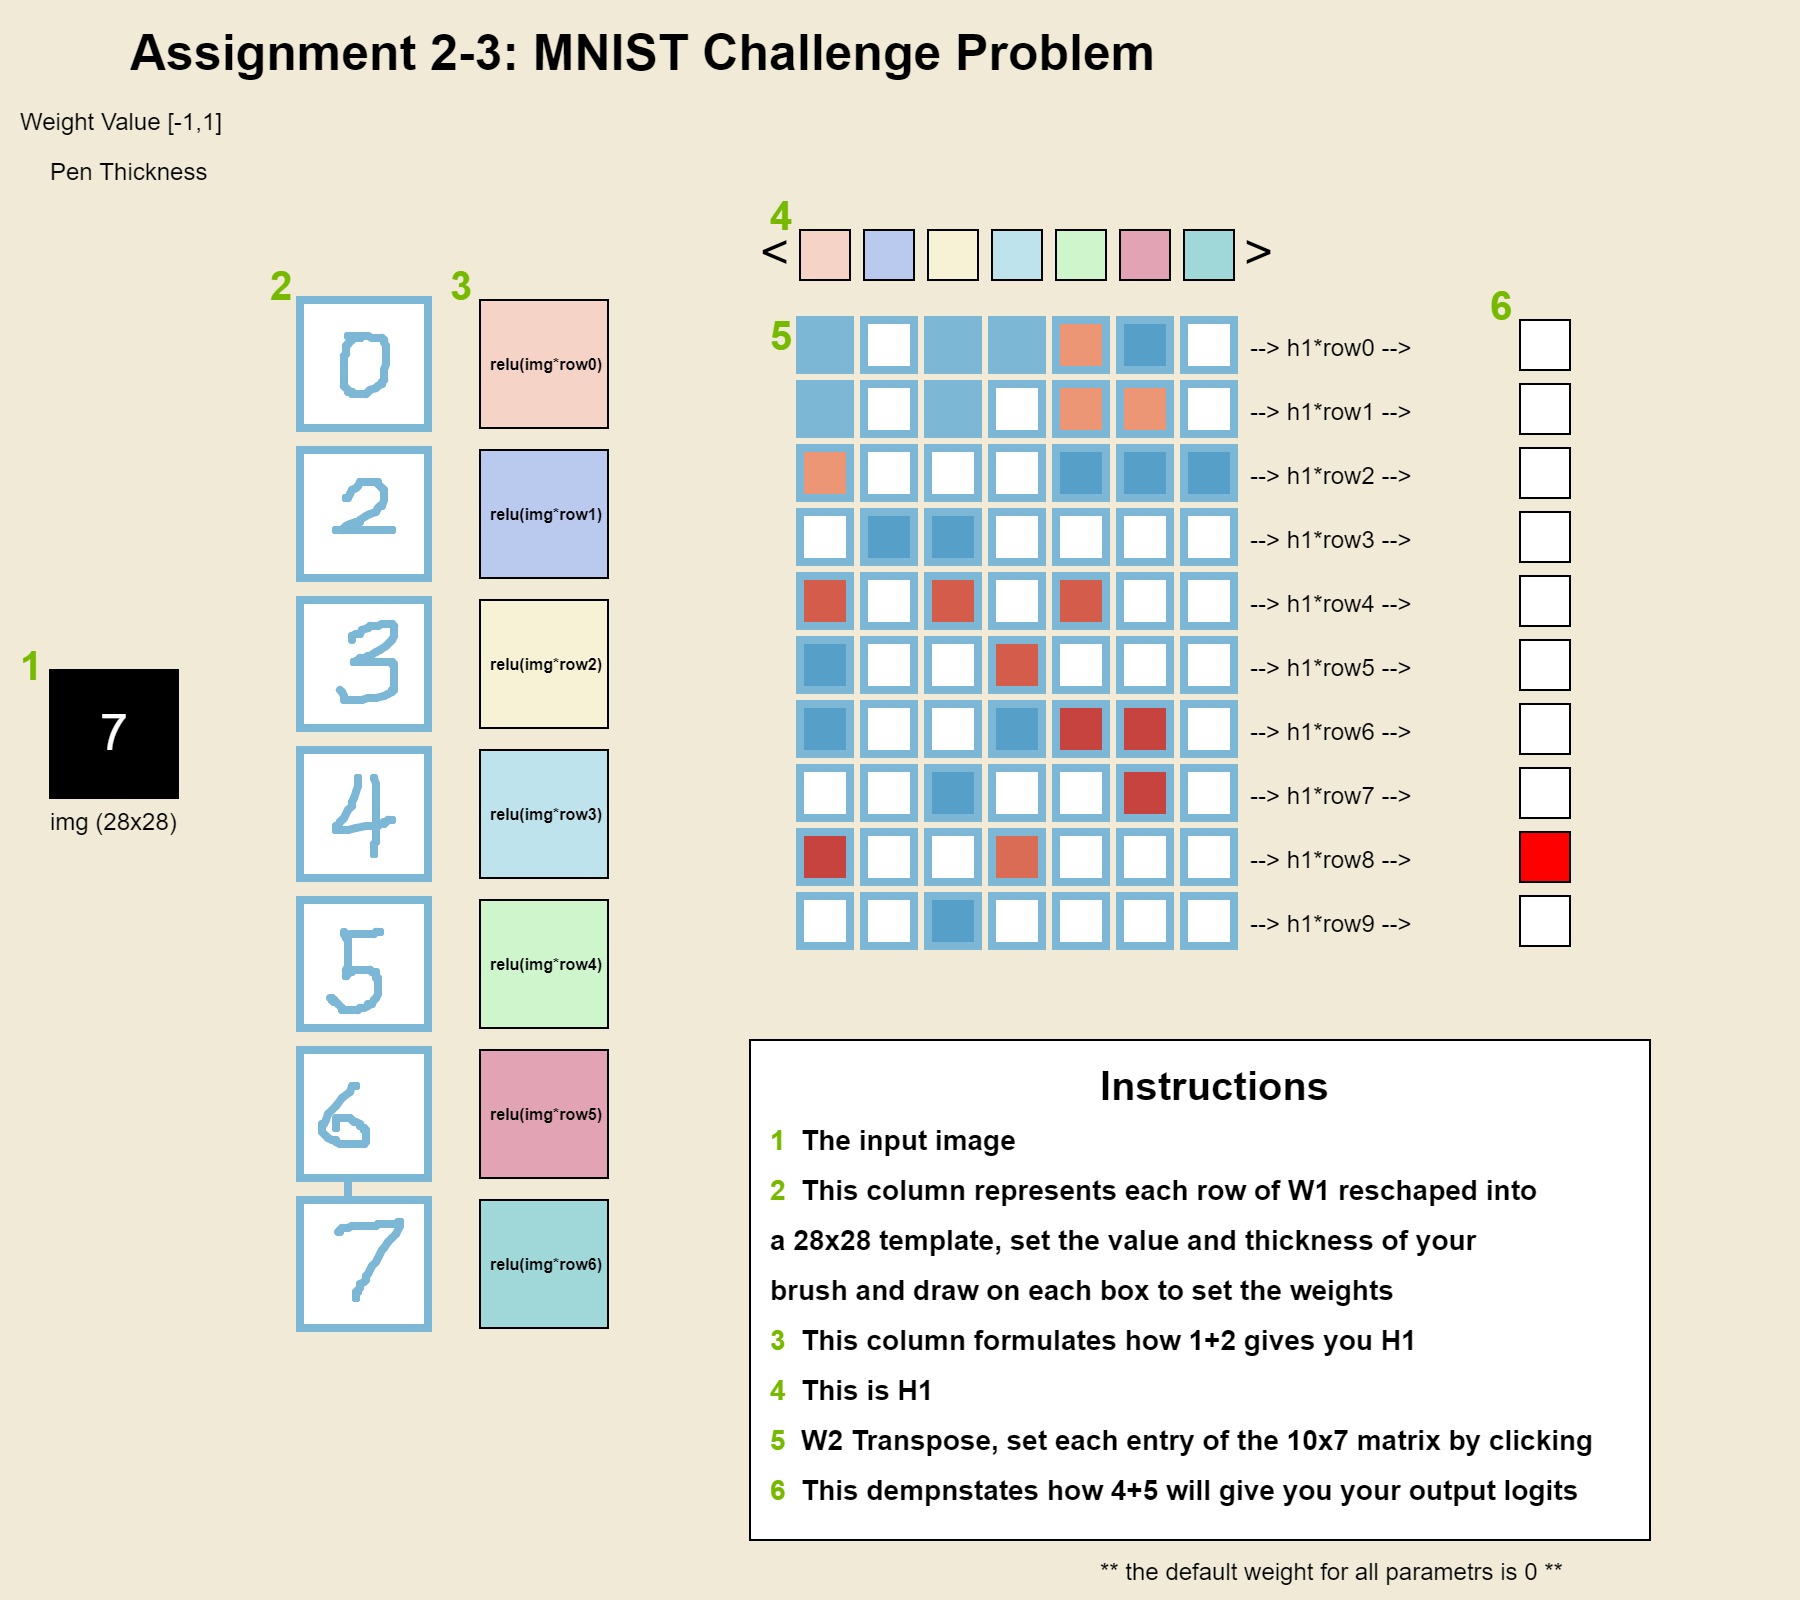 Assignment 2-3: MNIST Challenge Problem
Weight Value [-1,1]
Pen Thickness
1
7
img (28x28)
2
0
2
3
4
5
6
7
3
relu(img*row0)
relu(img*row1)
relu(img*row2)
relu(img*row3)
relu(img*row4)
relu(img*row5)
relu(img*row6)
4
< >
5
--> h1*row0 -->
--> h1*row1 -->
--> h1*row2 -->
--> h1*row3 -->
--> h1*row4 -->
--> h1*row5 -->
--> h1*row6 -->
--> h1*row7 -->
--> h1*row8 -->
--> h1*row9 -->
6
Instructions
1 The input image
2 This column represents each row of W1 reschaped into
a 28x28 template, set the value and thickness of your
brush and draw on each box to set the weights
3 This column formulates how 1+2 gives you H1
4 This is H1
5 W2 Transpose, set each entry of the 10x7 matrix by clicking
6 This dempnstates how 4+5 will give you your output logits
** the default weight for all parametrs is 0 **